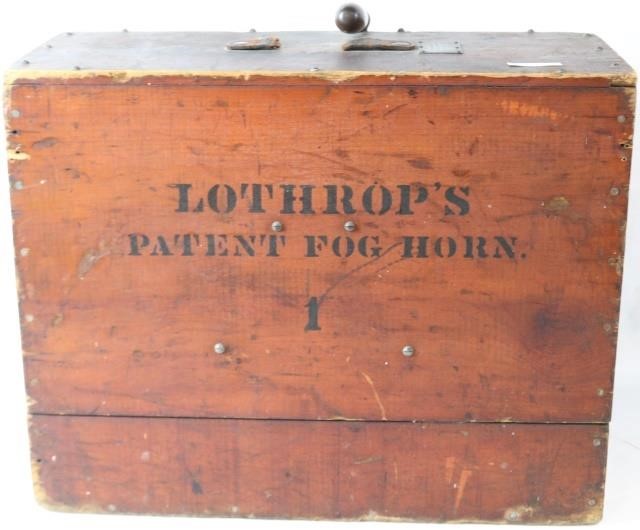 LOTHROP'S
PATENT FOG HORN.
1